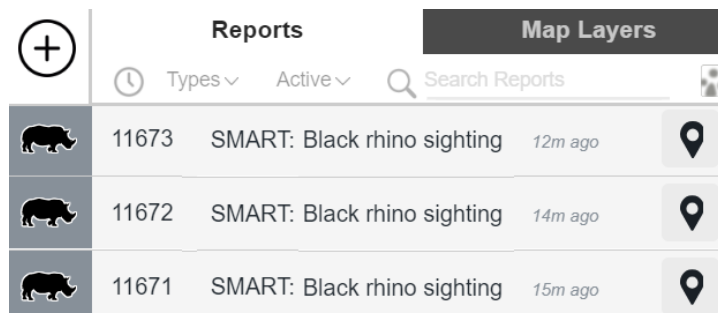 Reports Map Layers
Types Active Search Reports
11673 SMART: Black rhino sighting 12m ago
11672 SMART: Black rhino sighting 14m ago
11671 SMART: Black rhino sighting 15m ago